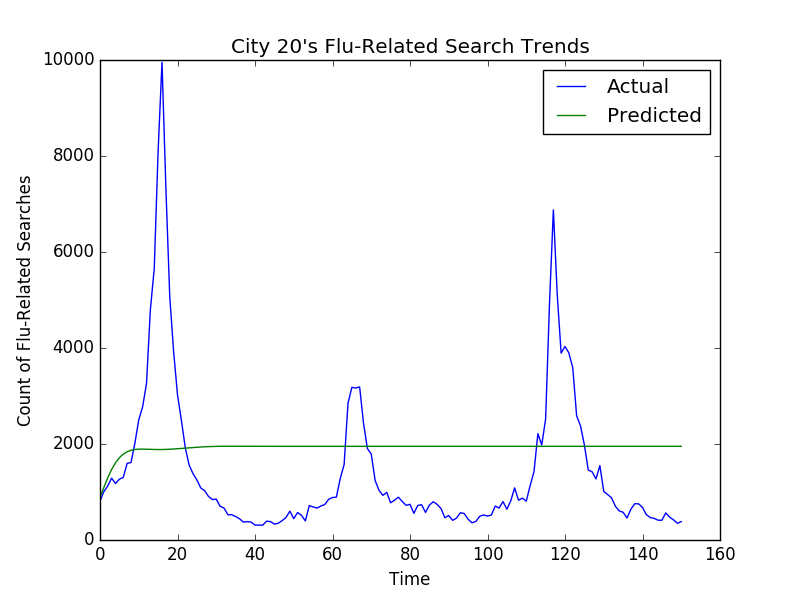 City 20's Flu-Related Search Trends
Actual
Predicted
10000
8000
6000
4000
2000
0
Count of Flu-Related Searches
0 20 40 60 80 100 120 140 160
Time